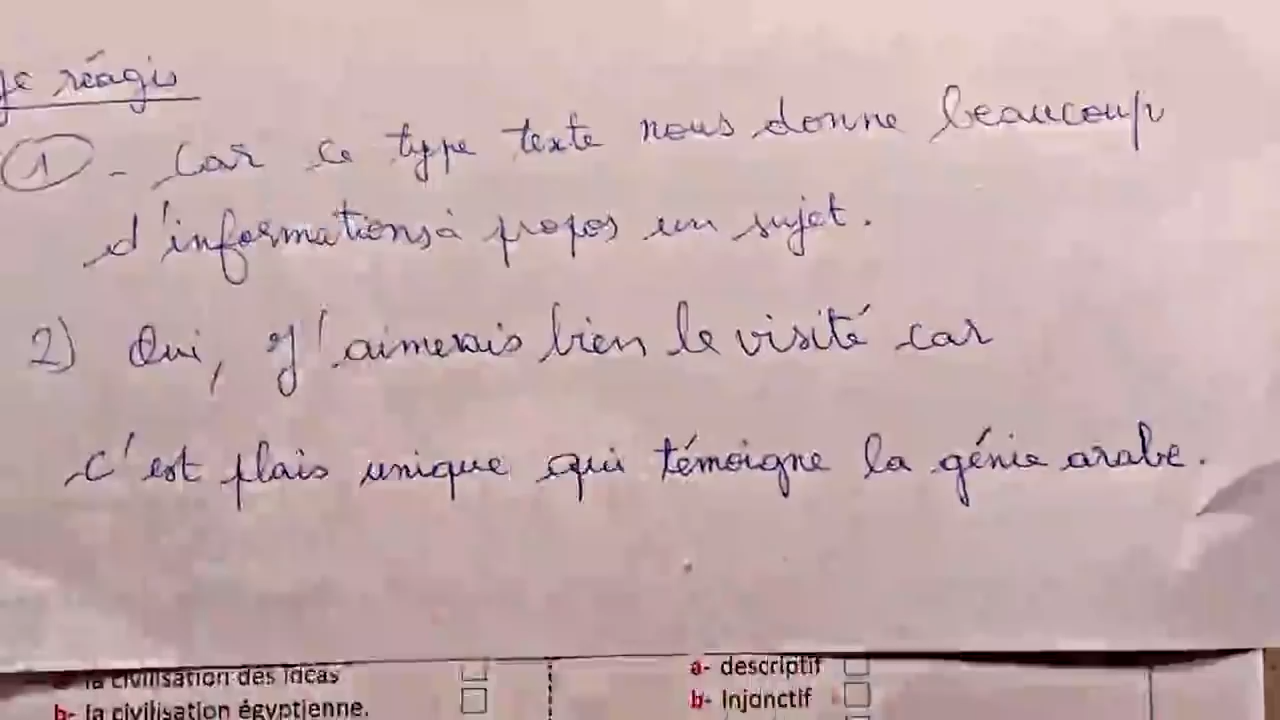 je réagis
1 - Car ce type texte nous donne beaucoup
d'informations à propos un sujet.
2) Oui, j'aimerais bien le visité car
c'est plais unique qui témoigne la génie arabe.
la civilisation des Incas
a- descriptif
b- la civilisation égyptienne.
b- Injonctif